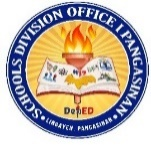 SCHOOLS DIVISION OFFICE I PANGASINAN
DepED
LINGAYEN, PANGASINAN